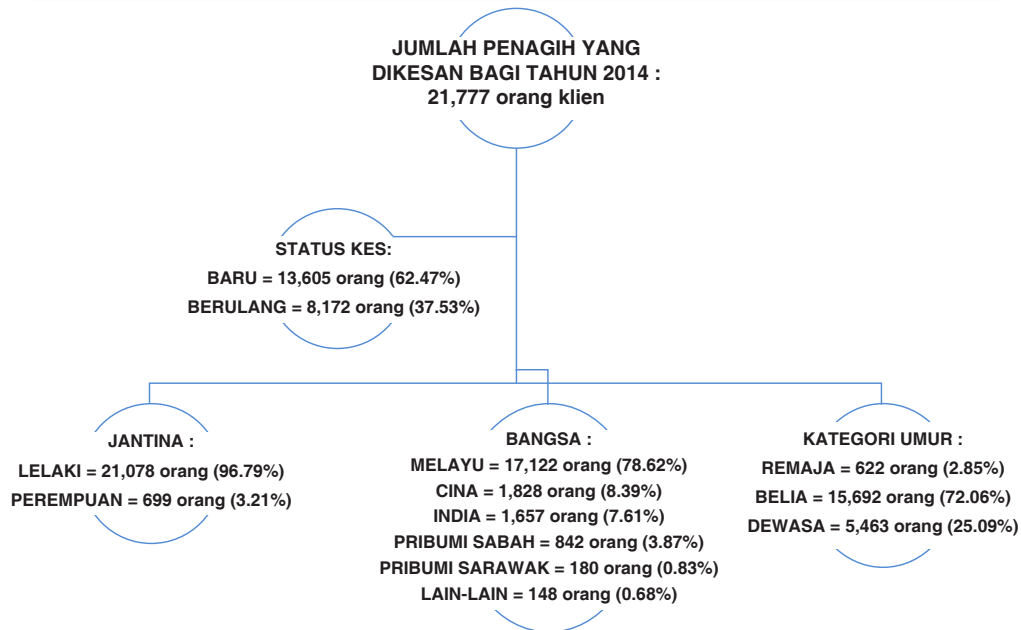 JUMLAH PENAGIH YANG
DIKESAN BAGI TAHUN 2014 :
21,777 orang klien
STATUS KES:
BARU = 13,605 orang (62.47%)
BERULANG = 8,172 orang (37.53%)
JANTINA :
LELAKI = 21,078 orang (96.79%)
PEREMPUAN = 699 orang (3.21%)
BANGSA :
MELAYU = 17,122 orang (78.62%)
CINA = 1,828 orang (8.39%)
INDIA = 1,657 orang (7.61%)
PRIBUMI SABAH = 842 orang (3.87%)
PRIBUMI SARAWAK = 180 orang (0.83%)
LAIN-LAIN = 148 orang (0.68%)
KATEGORI UMUR :
REMAJA = 622 orang (2.85%)
BELIA = 15,692 orang (72.06%)
DEWASA = 5,463 orang (25.09%)